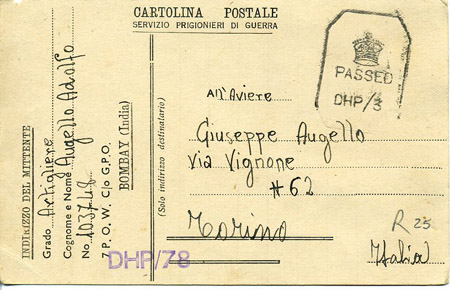 CARTOLINA POSTALE
SERVIZIO PRIGIONIERI DI GUERRA
PASSED
DHP/3
All'Aviere
Giuseppe Augello
Via Vignone
#62
Torino
Italia
R 25
(Solo indirizzo destinatario)
INDIRIZZO DEL MITTENTE
Grado Artigliere
Cognome e Nome Augello Adolfo
No 103748
7 P.O.W. C/o G.P.O.
BOMBAY (India)
DHP/78